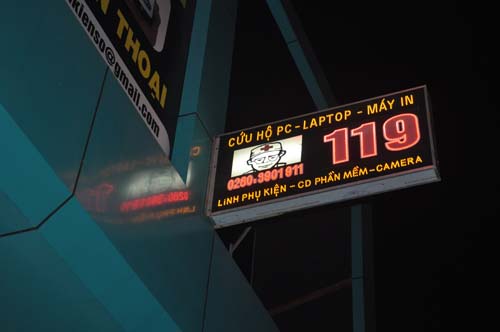 N THOẠI
kienso@gmail.com
CỨU HỘ PC - LAPTOP - MÁY IN
119
0280.3901911
LINH PHỤ KIỆN - CD PHẦN MỀM - CAMERA